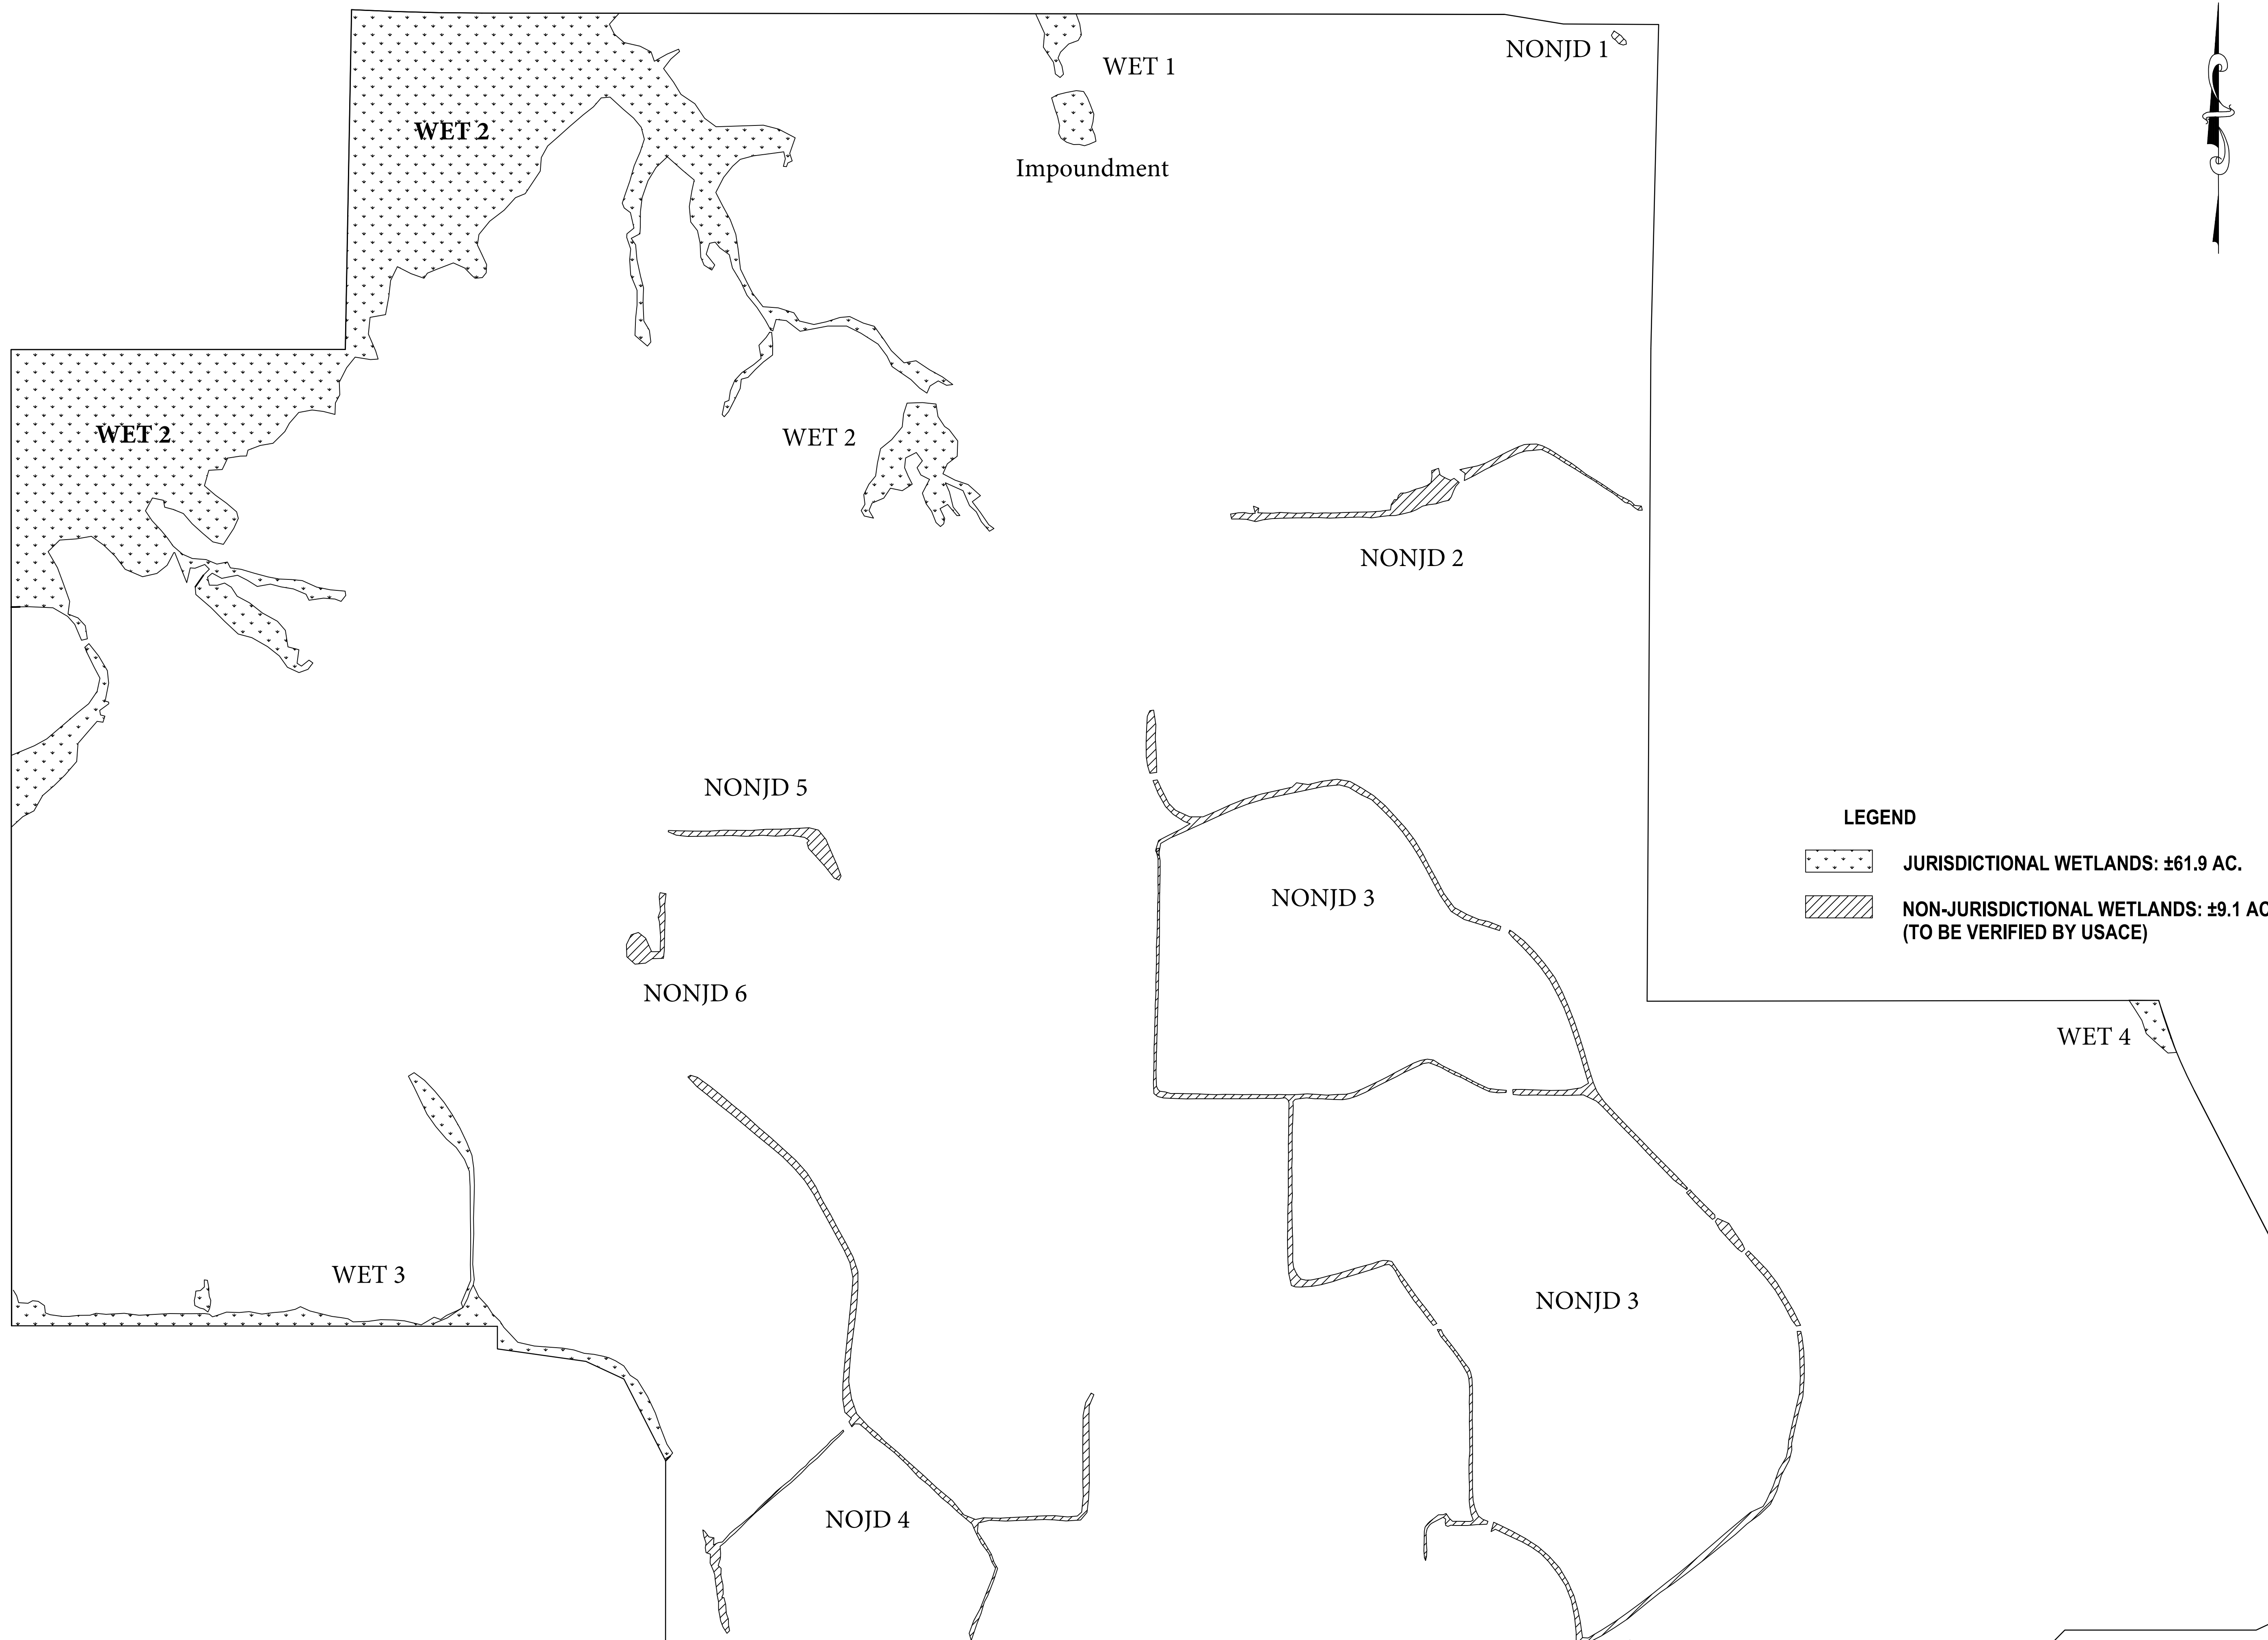 NONJD 1
WET 1
WET 2
Impoundment
WET 2
WET 2
NONJD 2
NONJD 5
LEGEND
JURISDICTIONAL WETLANDS: ±61.9 AC.
NONJD 3
NON-JURISDICTIONAL WETLANDS: ±9.1 AC
(TO BE VERIFIED BY USACE)
NONJD 6
WET 4
WET 3
NONJD 3
NOJD 4